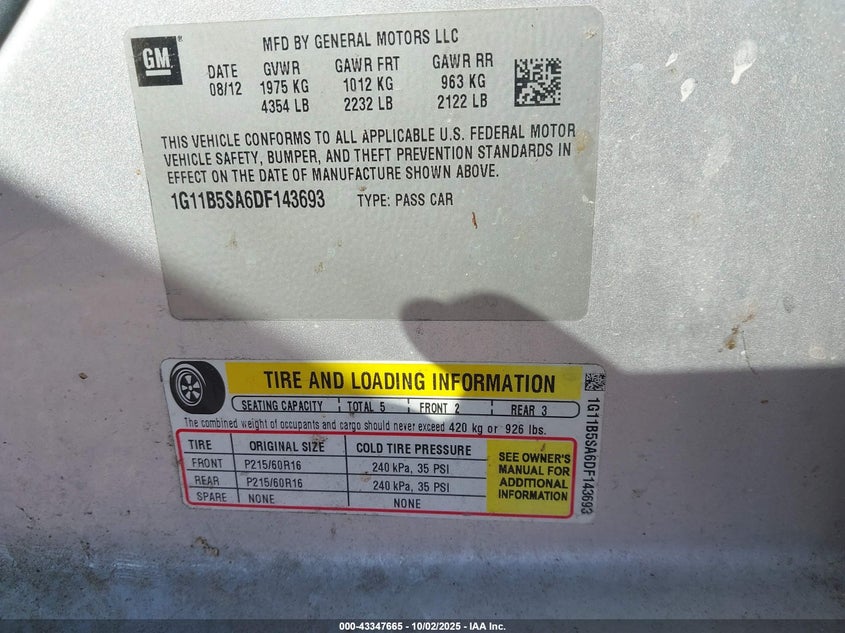 GM
MFD BY GENERAL MOTORS LLC
DATE GVWR GAWR FRT GAWR RR
08/12 1975 KG 1012 KG 963 KG
4354 LB 2232 LB 2122 LB
THIS VEHICLE CONFORMS TO ALL APPLICABLE U.S. FEDERAL MOTOR
VEHICLE SAFETY, BUMPER, AND THEFT PREVENTION STANDARDS IN
EFFECT ON THE DATE OF MANUFACTURE SHOWN ABOVE.
1G11B5SA6DF143693 TYPE: PASS CAR
TIRE AND LOADING INFORMATION
SEATING CAPACITY TOTAL 5 FRONT 2 REAR 3
The combined weight of occupants and cargo should never exceed 420 kg or 926 lbs.
TIRE ORIGINAL SIZE COLD TIRE PRESSURE
FRONT P215/60R16 240 kPa, 35 PSI
REAR P215/60R16 240 kPa, 35 PSI
SPARE NONE NONE
SEE OWNER'S
MANUAL FOR
ADDITIONAL
INFORMATION
1G11B5SA6DF143693
000-43347665 - 10/02/2025 - IAA Inc.